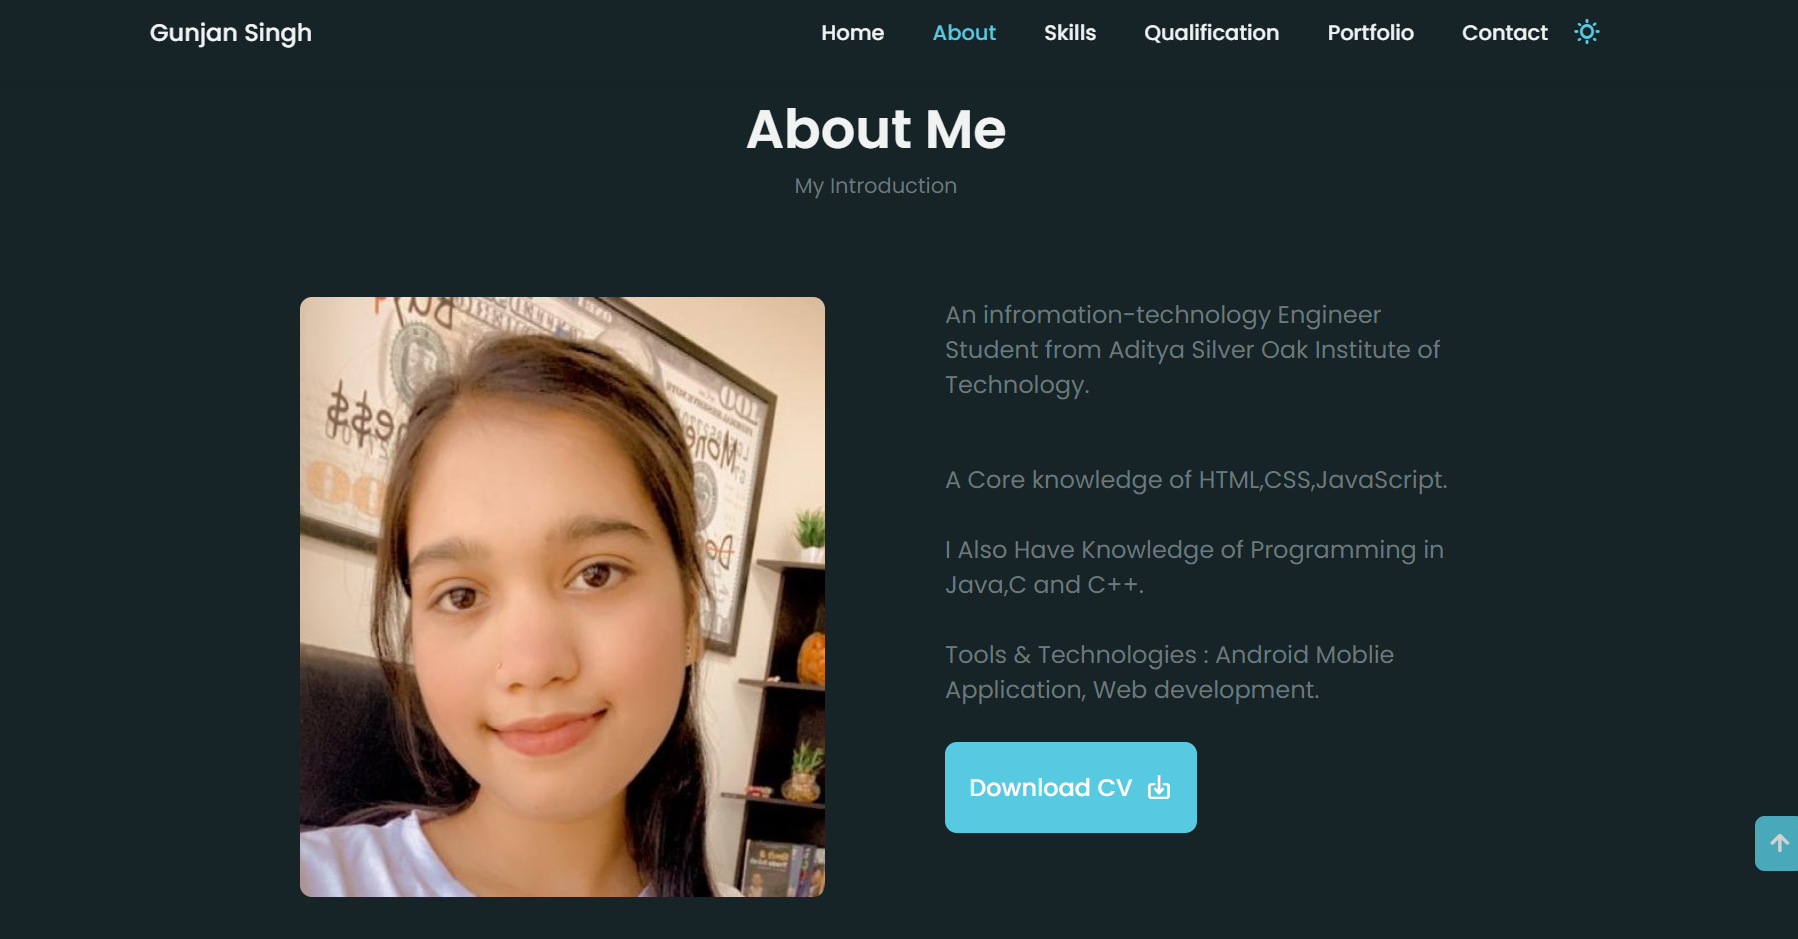 Gunjan Singh
Home About Skills Qualification Portfolio Contact
About Me
My Introduction
An infromation-technology Engineer
Student from Aditya Silver Oak Institute of
Technology.
A Core knowledge of HTML,CSS,JavaScript.
I Also Have Knowledge of Programming in
Java,C and C++.
Tools & Technologies : Android Moblie
Application, Web development.
Download CV